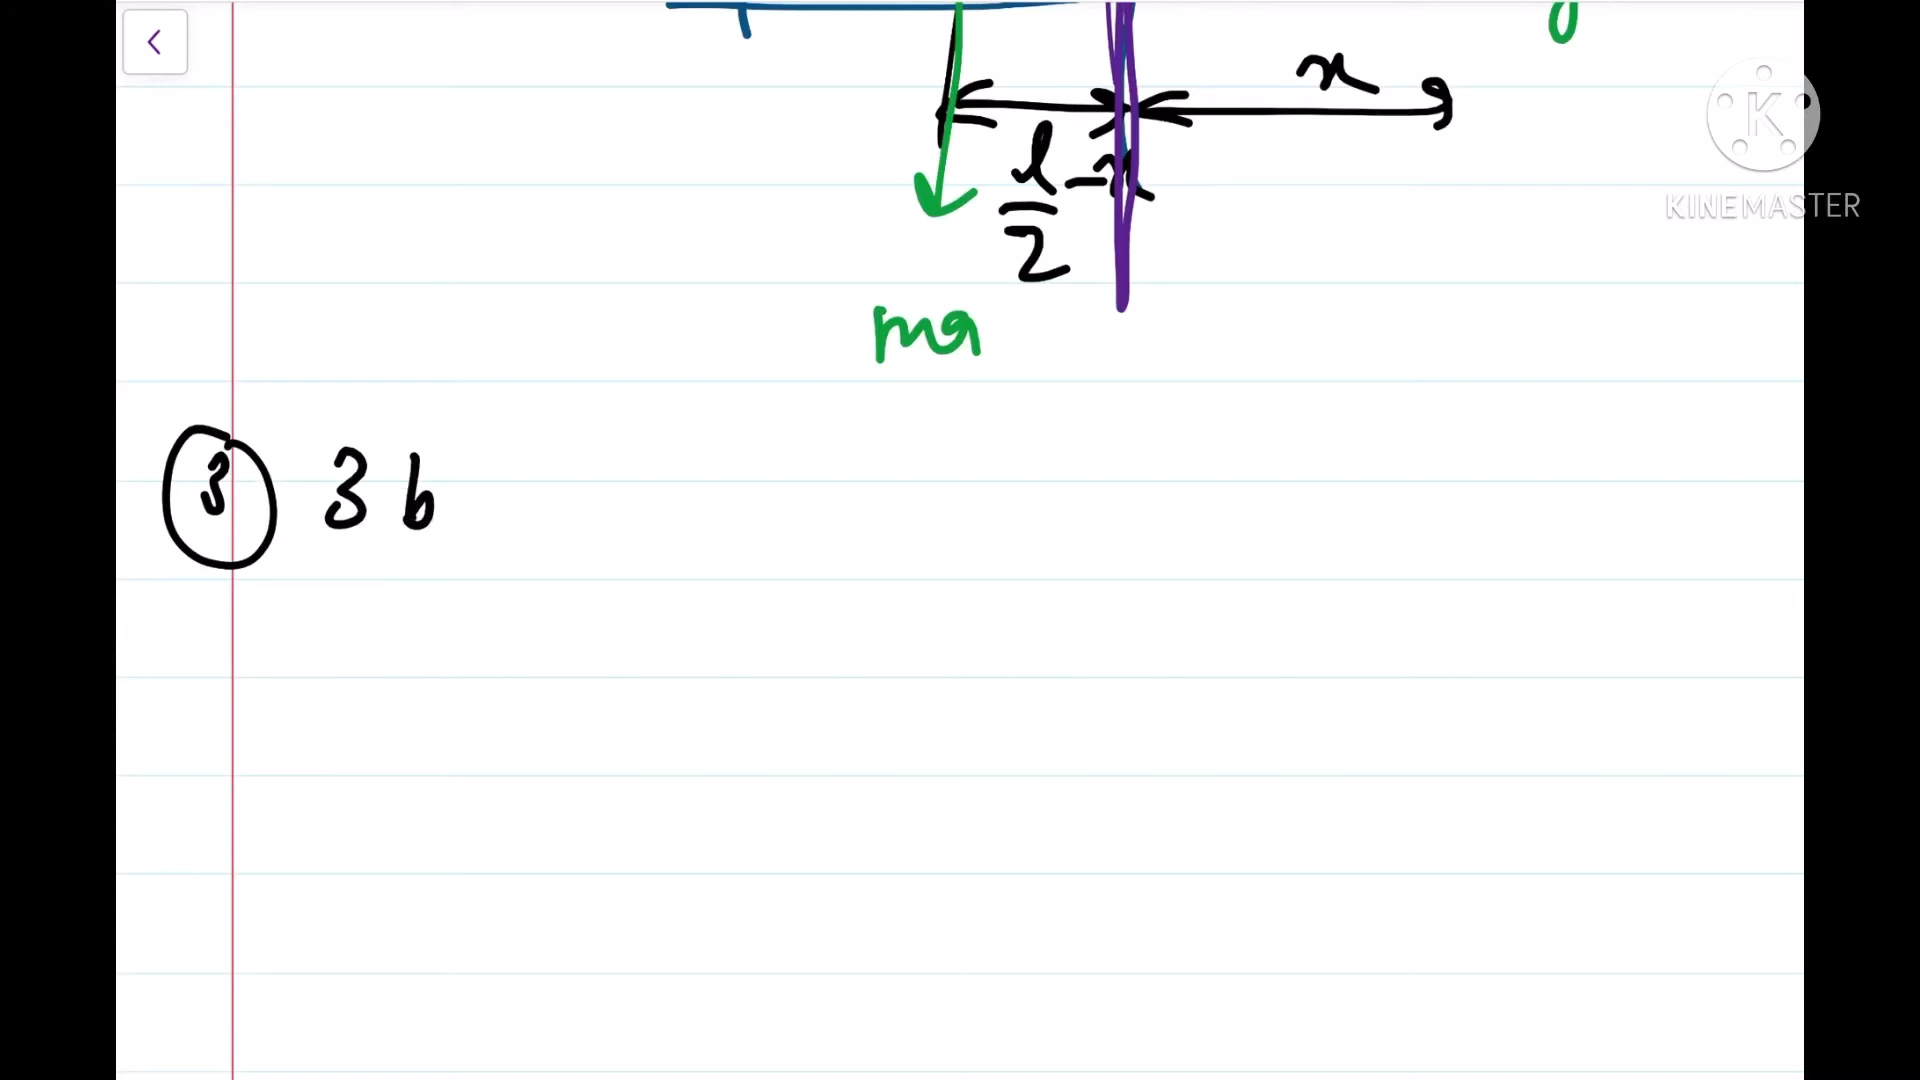 x
l/2 - x
mg
3 3 b
K
KINEMASTER